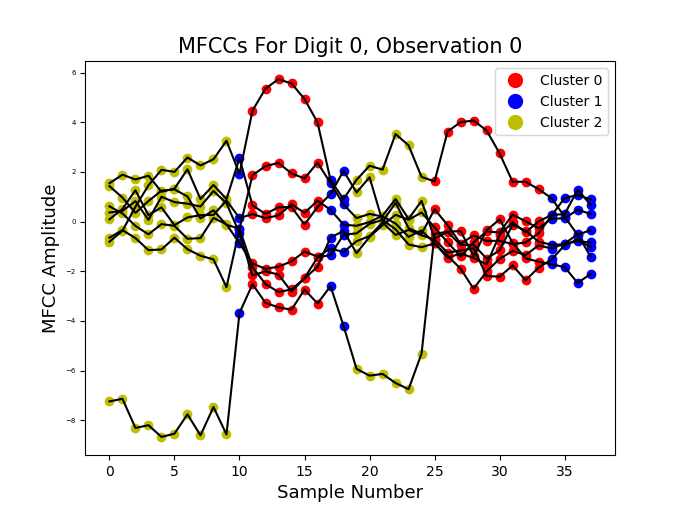 MFCCs For Digit 0, Observation 0
Cluster 0
Cluster 1
Cluster 2
MFCC Amplitude
6
4
2
0
−2
−4
−6
−8
0 5 10 15 20 25 30 35
Sample Number